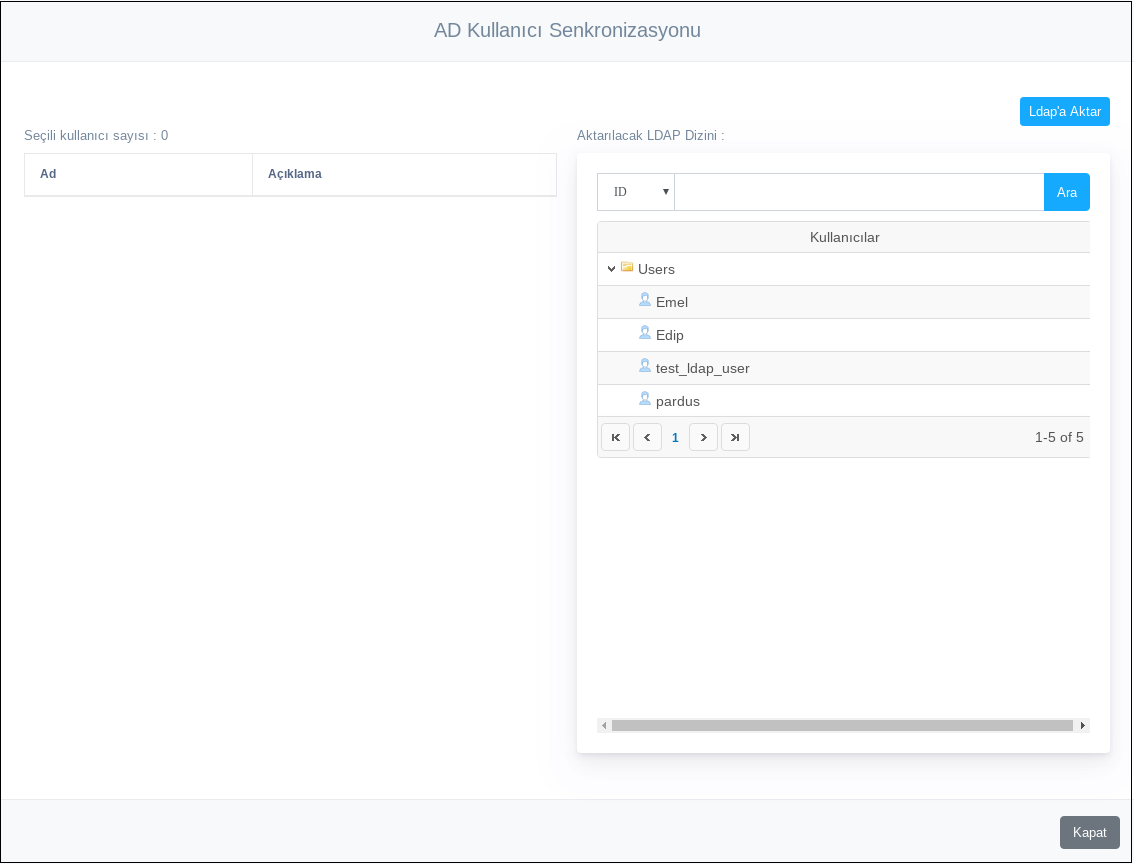 AD Kullanıcı Senkronizasyonu
Ldap'a Aktar
Seçili kullanıcı sayısı : 0
Aktarılacak LDAP Dizini :
Ad Açıklama
ID Ara
Kullanıcılar
Users
Emel
Edip
test_ldap_user
pardus
1 1-5 of 5
Kapat